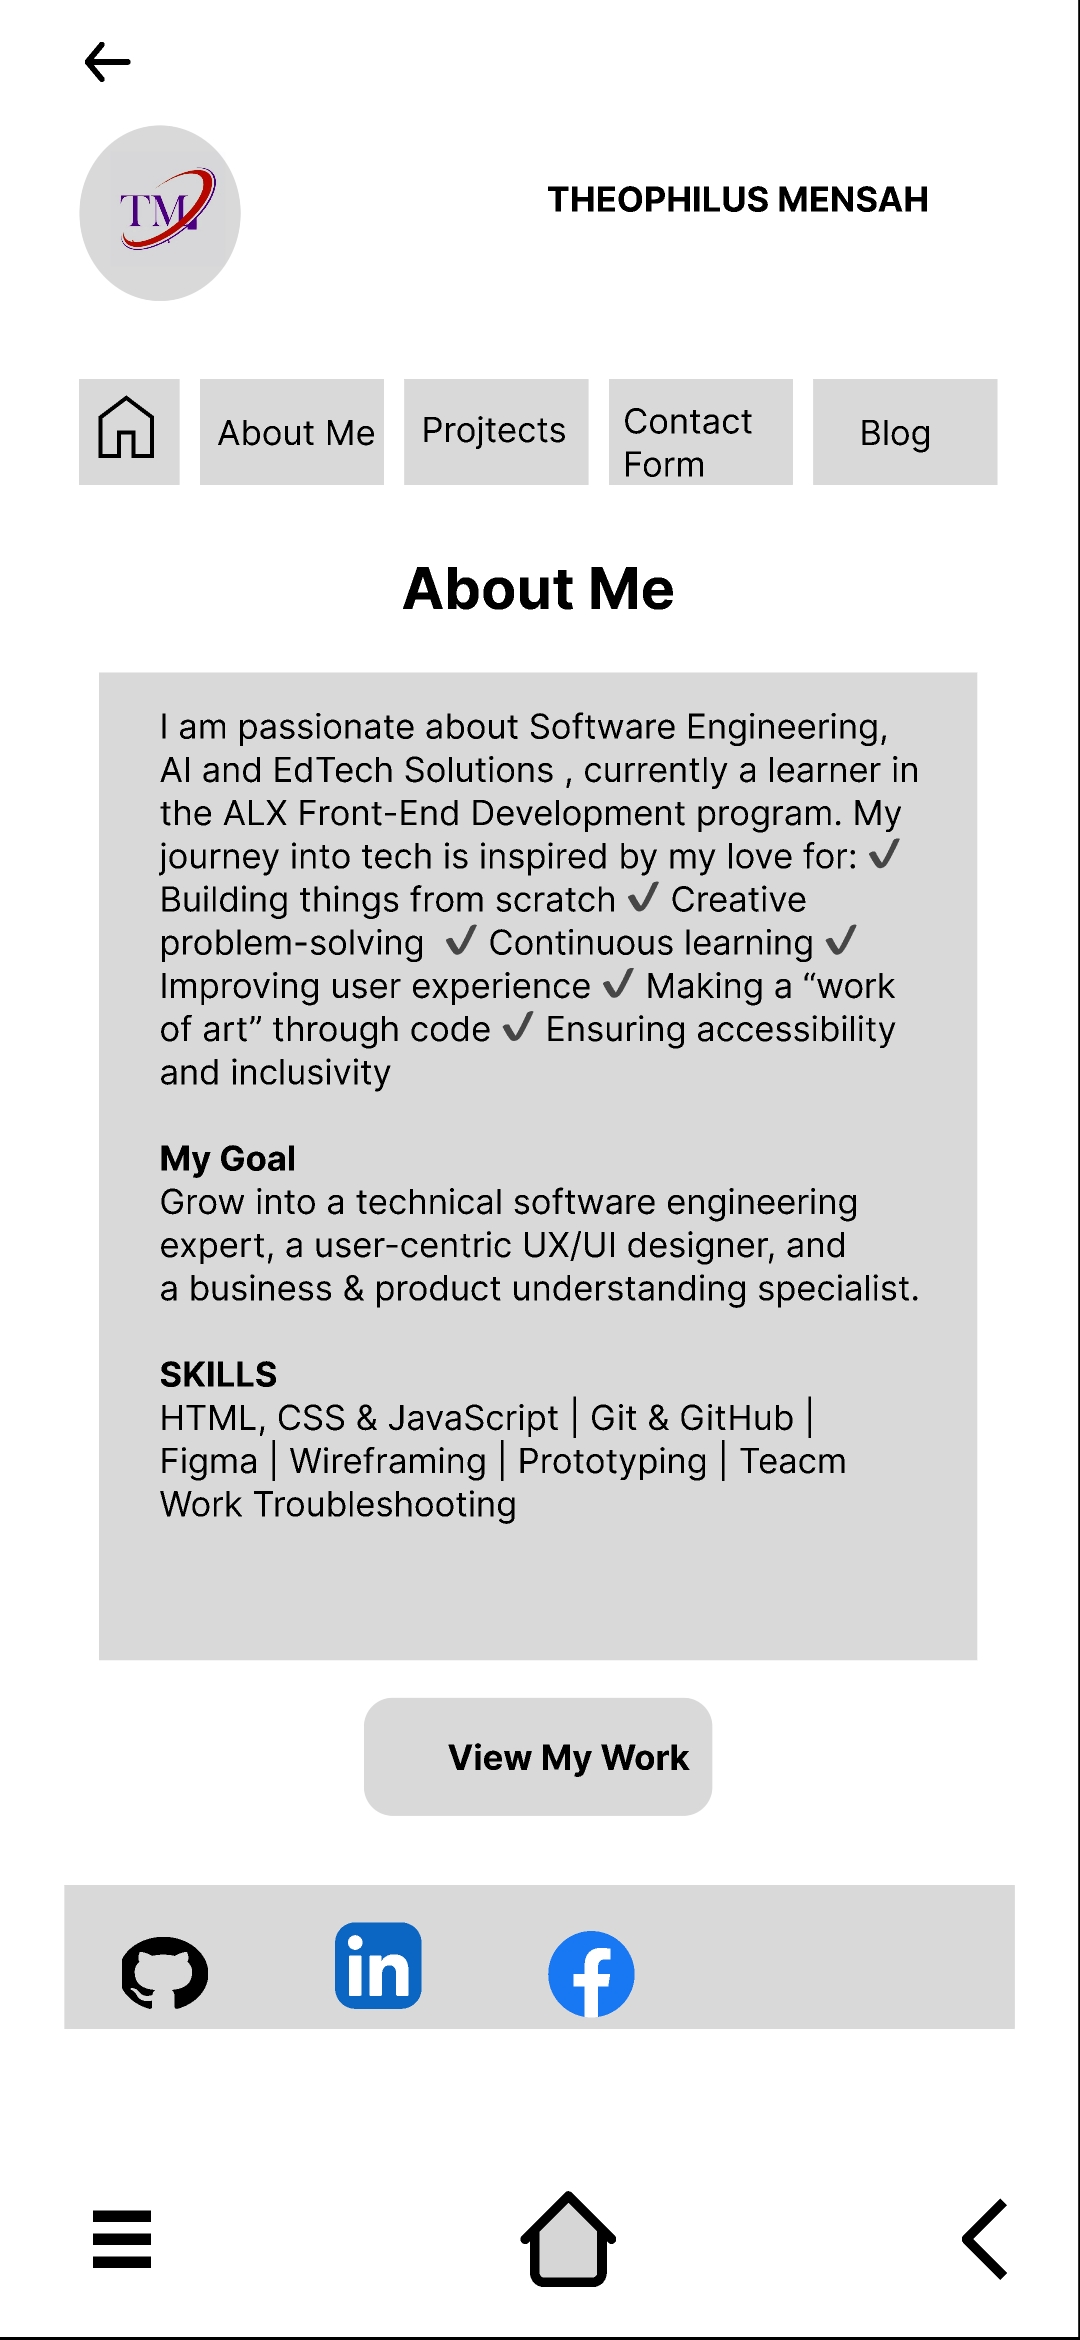 TM
THEOPHILUS MENSAH
About Me
Projtects
Contact
Form
Blog
About Me
I am passionate about Software Engineering,
AI and EdTech Solutions , currently a learner in
the ALX Front-End Development program. My
journey into tech is inspired by my love for: ✔
Building things from scratch ✔ Creative
problem-solving ✔ Continuous learning ✔
Improving user experience ✔ Making a “work
of art” through code ✔ Ensuring accessibility
and inclusivity
My Goal
Grow into a technical software engineering
expert, a user-centric UX/UI designer, and
a business & product understanding specialist.
SKILLS
HTML, CSS & JavaScript | Git & GitHub |
Figma | Wireframing | Prototyping | Teacm
Work Troubleshooting
View My Work
in
f